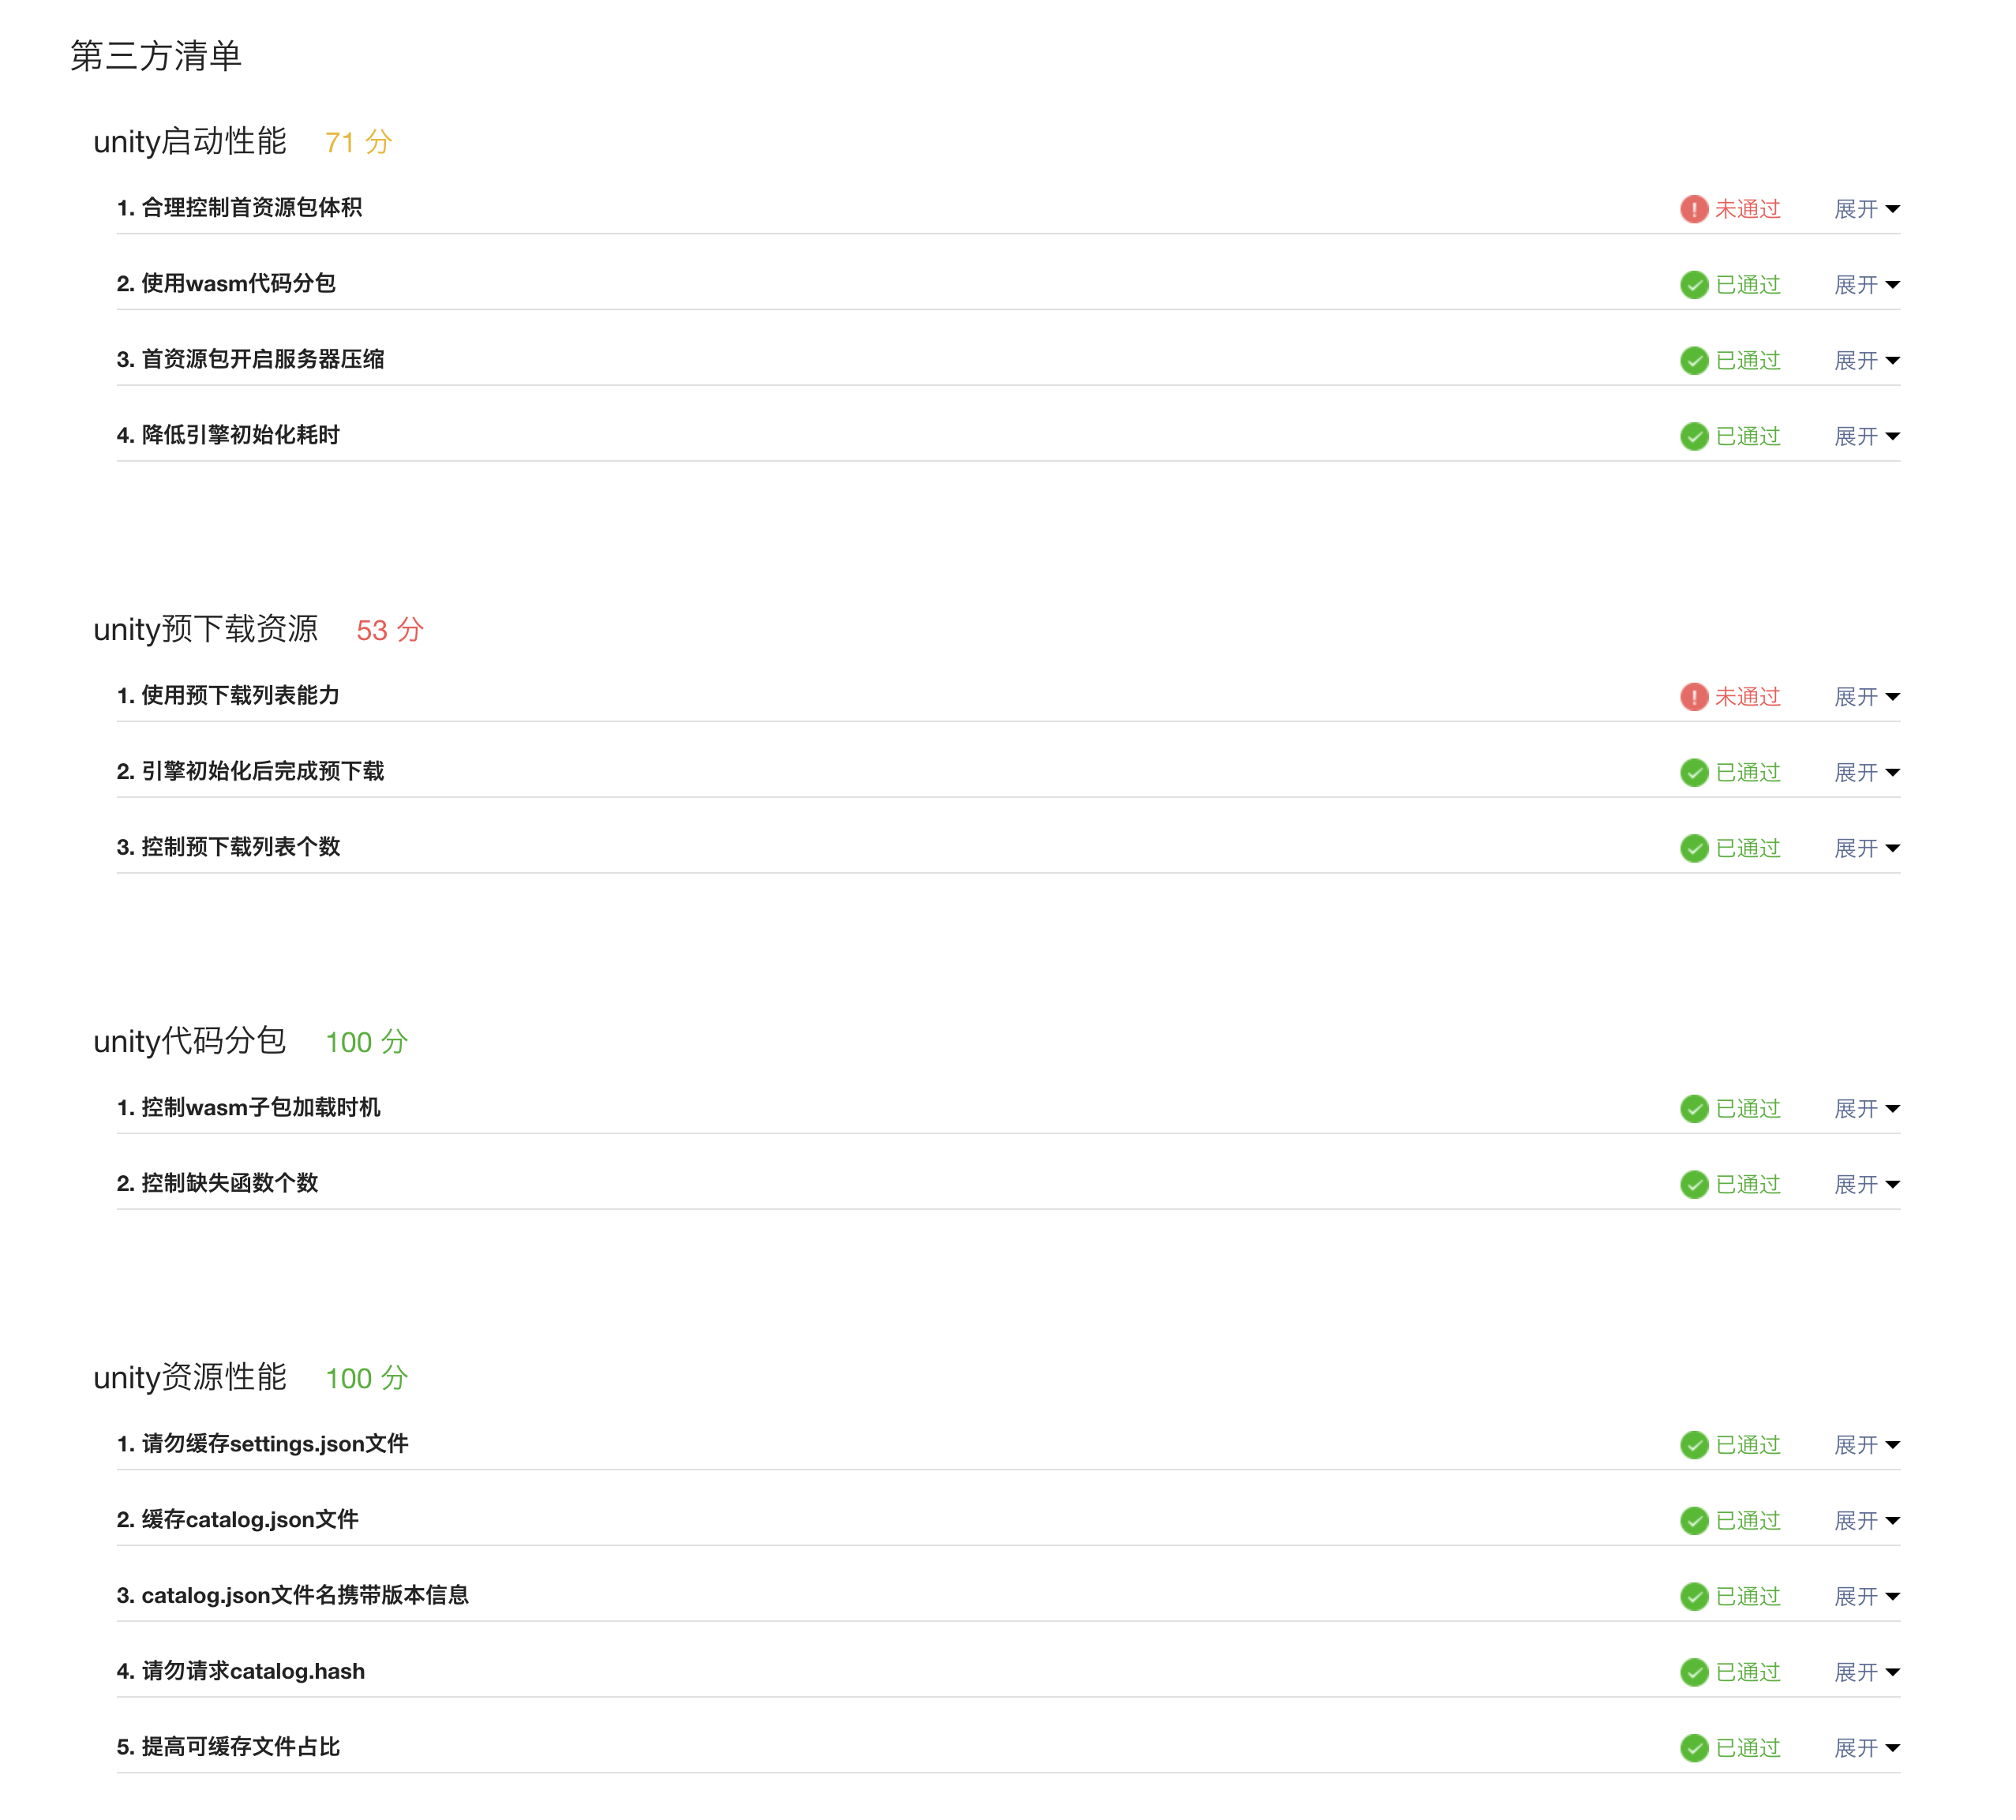 第三方清单
unity启动性能 71 分
1. 合理控制首资源包体积 未通过 展开
2. 使用wasm代码分包 已通过 展开
3. 首资源包开启服务器压缩 已通过 展开
4. 降低引擎初始化耗时 已通过 展开
unity预下载资源 53 分
1. 使用预下载列表能力 未通过 展开
2. 引擎初始化后完成预下载 已通过 展开
3. 控制预下载列表个数 已通过 展开
unity代码分包 100 分
1. 控制wasm子包加载时机 已通过 展开
2. 控制缺失函数个数 已通过 展开
unity资源性能 100 分
1. 请勿缓存settings.json文件 已通过 展开
2. 缓存catalog.json文件 已通过 展开
3. catalog.json文件名携带版本信息 已通过 展开
4. 请勿请求catalog.hash 已通过 展开
5. 提高可缓存文件占比 已通过 展开